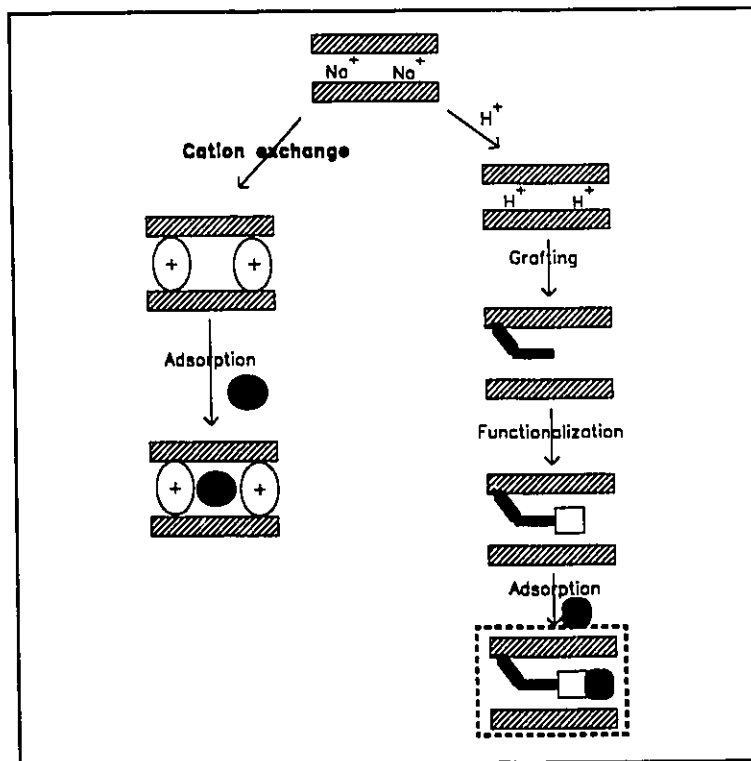 Na+ Na+
H+
Cation exchange
H+ H+
Grafting
+ +
Adsorption
Functionalization
+ +
Adsorption